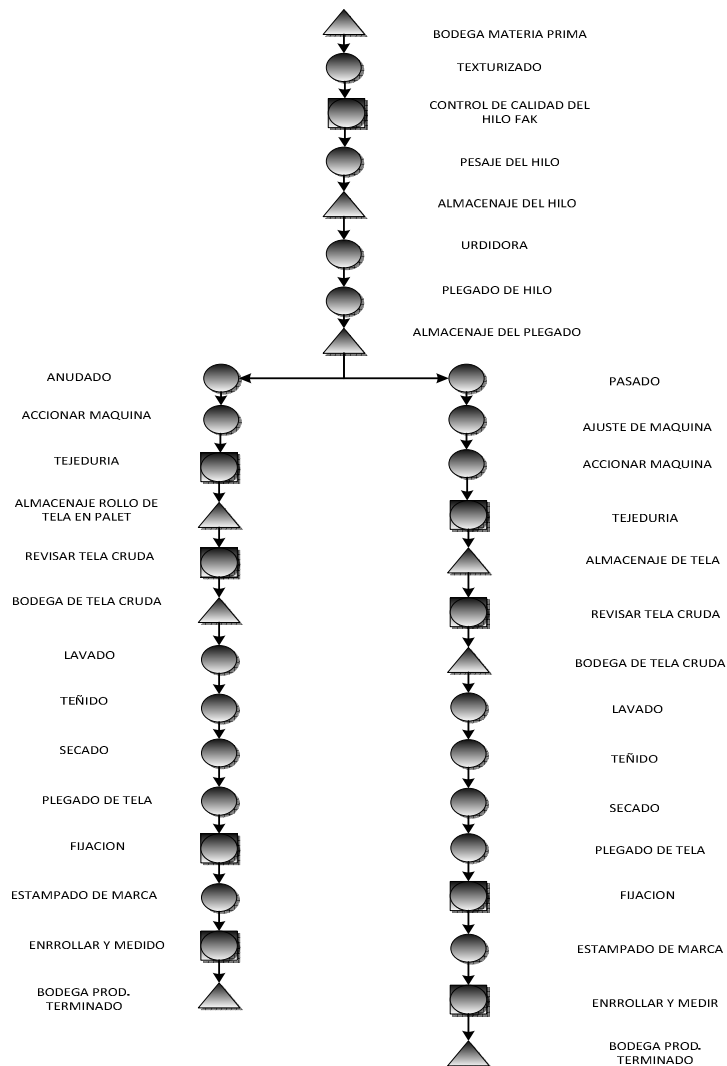 BODEGA MATERIA PRIMA
TEXTURIZADO
CONTROL DE CALIDAD DEL
HILO FAK
PESAJE DEL HILO
ALMACENAJE DEL HILO
URDIDORA
PLEGADO DE HILO
ALMACENAJE DEL PLEGADO
ANUDADO
ACCIONAR MAQUINA
TEJEDURIA
ALMACENAJE ROLLO DE
TELA EN PALET
REVISAR TELA CRUDA
BODEGA DE TELA CRUDA
LAVADO
TEÑIDO
SECADO
PLEGADO DE TELA
FIJACION
ESTAMPADO DE MARCA
ENRROLLAR Y MEDIDO
BODEGA PROD.
TERMINADO
PASADO
AJUSTE DE MAQUINA
ACCIONAR MAQUINA
TEJEDURIA
ALMACENAJE DE TELA
REVISAR TELA CRUDA
BODEGA DE TELA CRUDA
LAVADO
TEÑIDO
SECADO
PLEGADO DE TELA
FIJACION
ESTAMPADO DE MARCA
ENRROLLAR Y MEDIR
BODEGA PROD.
TERMINADO